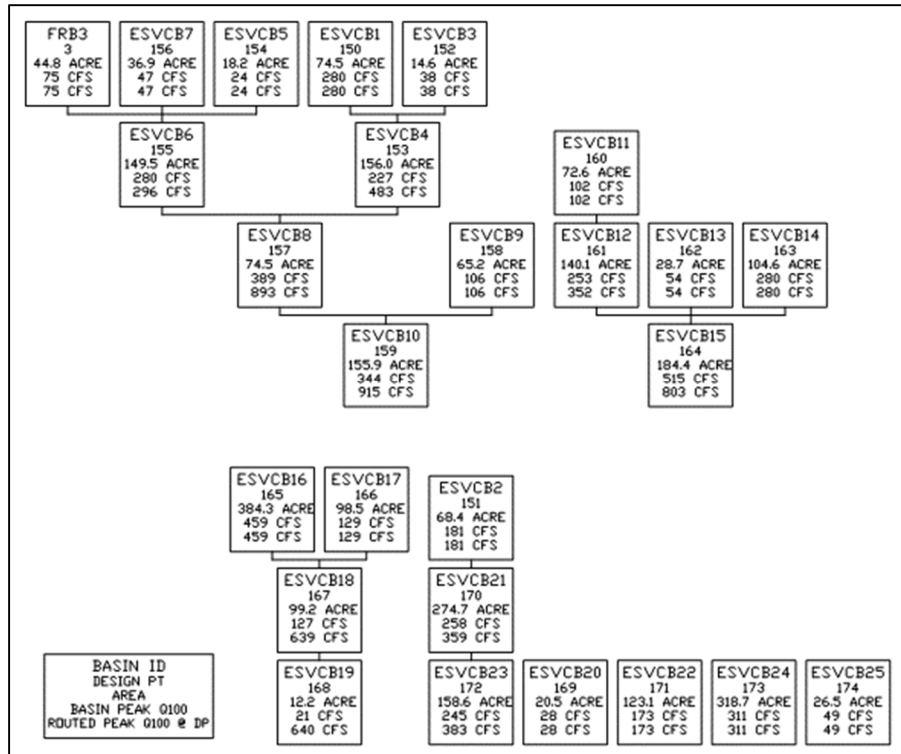 FRB3
3
44.8 ACRE
75 CFS
75 CFS
ESVCB7
156
36.9 ACRE
47 CFS
47 CFS
ESVCB5
154
18.2 ACRE
24 CFS
24 CFS
ESVCB1
150
74.5 ACRE
280 CFS
280 CFS
ESVCB3
152
14.6 ACRE
38 CFS
38 CFS
ESVCB6
155
149.5 ACRE
280 CFS
296 CFS
ESVCB4
153
156.0 ACRE
227 CFS
483 CFS
ESVCB11
160
72.6 ACRE
102 CFS
102 CFS
ESVCB8
157
74.5 ACRE
389 CFS
893 CFS
ESVCB9
158
65.2 ACRE
106 CFS
106 CFS
ESVCB12
161
140.1 ACRE
253 CFS
352 CFS
ESVCB13
162
28.7 ACRE
54 CFS
54 CFS
ESVCB14
163
104.6 ACRE
280 CFS
280 CFS
ESVCB10
159
155.9 ACRE
344 CFS
915 CFS
ESVCB15
164
184.4 ACRE
515 CFS
803 CFS
ESVCB16
165
384.3 ACRE
459 CFS
459 CFS
ESVCB17
166
98.5 ACRE
129 CFS
129 CFS
ESVCB2
151
68.4 ACRE
181 CFS
181 CFS
ESVCB18
167
99.2 ACRE
127 CFS
639 CFS
ESVCB21
170
274.7 ACRE
258 CFS
359 CFS
BASIN ID
DESIGN PT
AREA
BASIN PEAK Q100
ROUTED PEAK Q100 @ DP
ESVCB19
168
12.2 ACRE
21 CFS
640 CFS
ESVCB23
172
158.6 ACRE
245 CFS
383 CFS
ESVCB20
169
20.5 ACRE
28 CFS
28 CFS
ESVCB22
171
123.1 ACRE
173 CFS
173 CFS
ESVCB24
173
318.7 ACRE
311 CFS
311 CFS
ESVCB25
174
26.5 ACRE
49 CFS
49 CFS